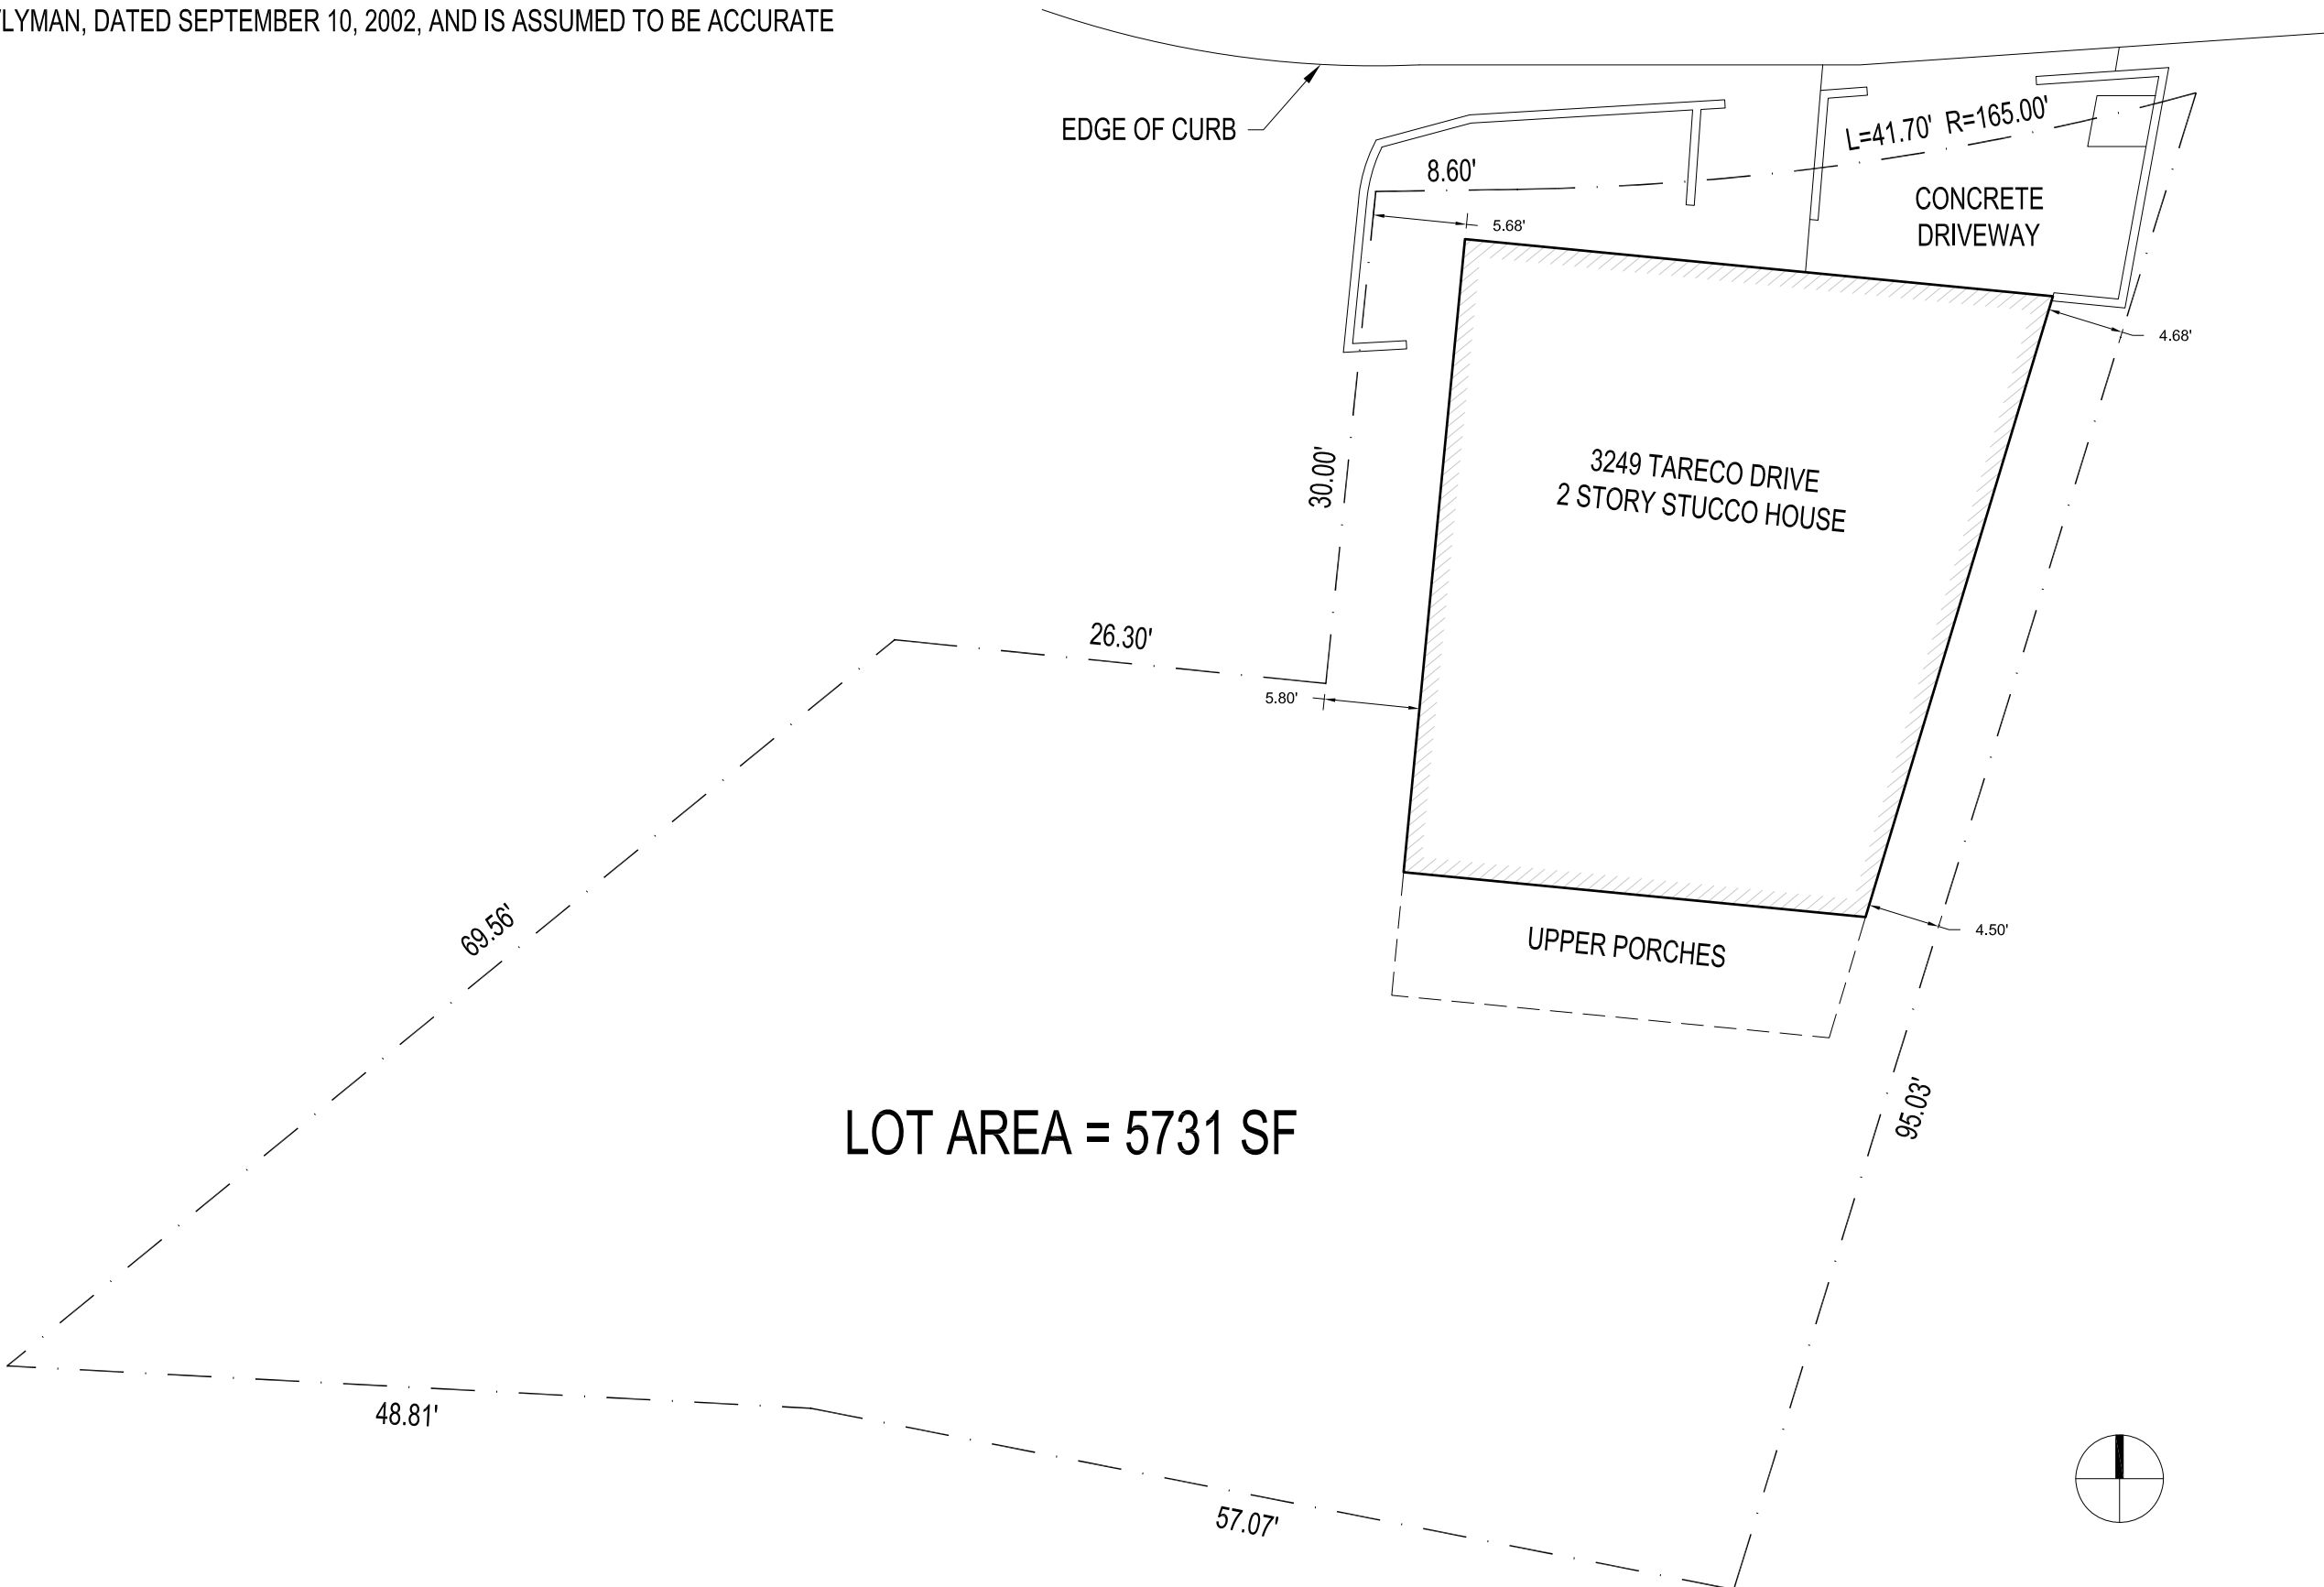 LYMAN, DATED SEPTEMBER 10, 2002, AND IS ASSUMED TO BE ACCURATE
EDGE OF CURB
8.60'
L=41.70' R=165.00'
5.68'
CONCRETE
DRIVEWAY
4.68'
30.00'
3249 TARECO DRIVE
2 STORY STUCCO HOUSE
26.30'
5.80'
69.56'
UPPER PORCHES
4.50'
95.03'
LOT AREA = 5731 SF
48.81'
57.07'